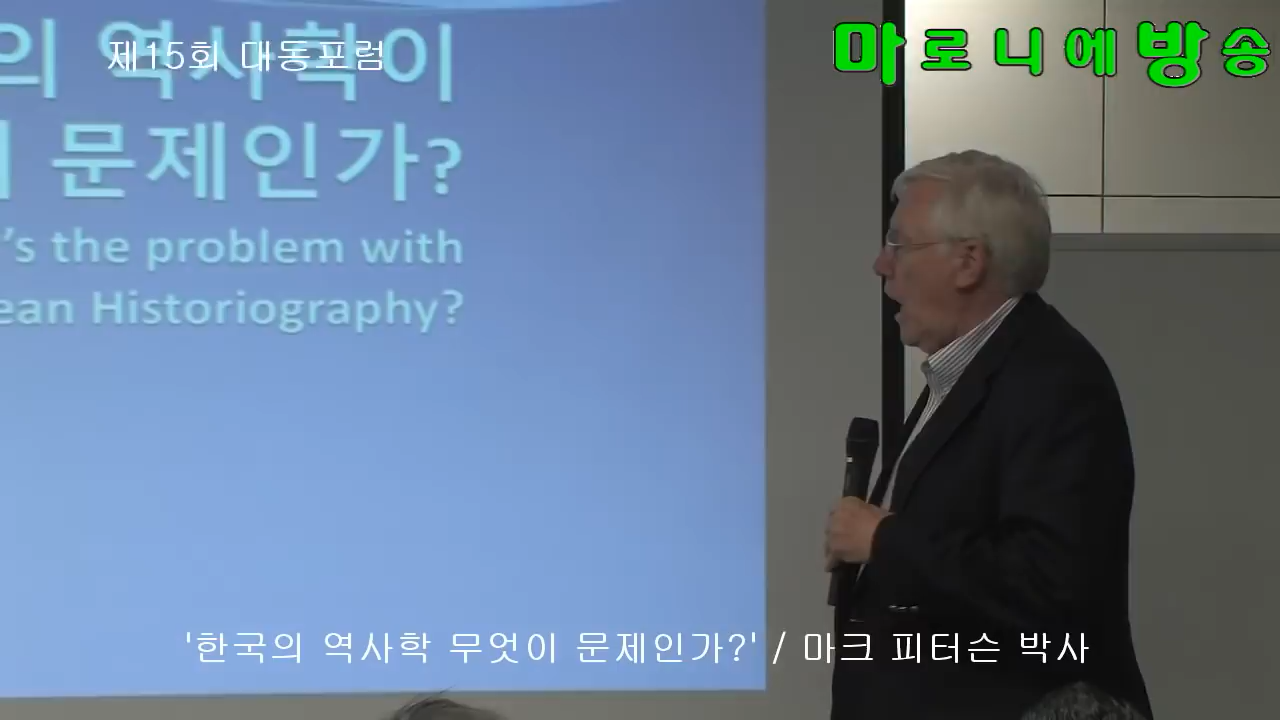 제15회 대동포럼
마로니에방송
의 역사학이
문제인가?
's the problem with
ean Historiography?
'한국의 역사학 무엇이 문제인가?' / 마크 피터슨 박사